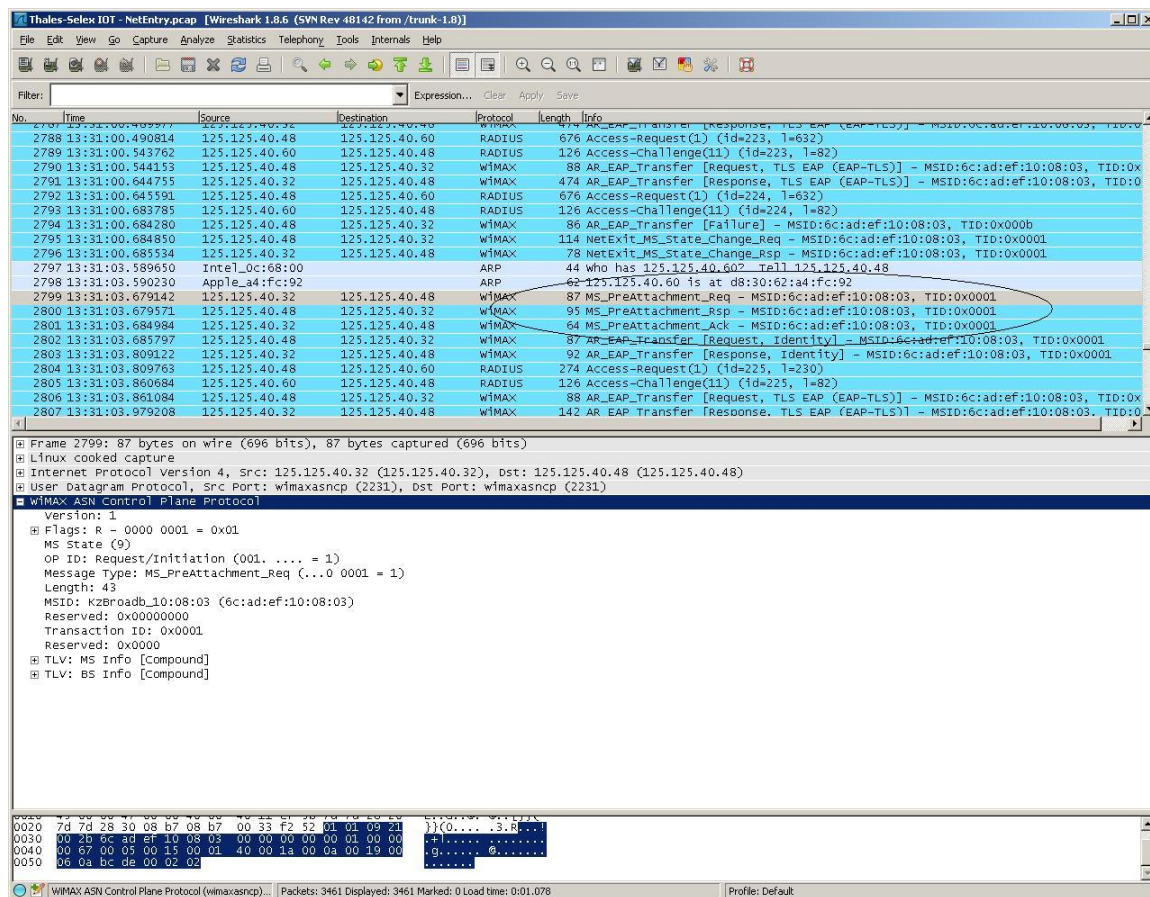 Thales-Selex IOT - NetEntry.pcap [Wireshark 1.8.6 (SVN Rev 48142 from /trunk-1.8)]
File Edit View Go Capture Analyze Statistics Telephony Tools Internals Help
Filter: Expression... Clear Apply Save
No. Time Source Destination Protocol Length Info
2788 13:31:00.490814 125.125.40.48 125.125.40.60 RADIUS 676 Access-Request(1) (id=223, l=632)
2789 13:31:00.543762 125.125.40.60 125.125.40.48 RADIUS 126 Access-Challenge(11) (id=223, l=82)
2790 13:31:00.544153 125.125.40.48 125.125.40.32 WiMAX 88 AR_EAP_Transfer [Request, TLS EAP (EAP-TLS)] - MSID:6c:ad:ef:10:08:03, TID:0x
2791 13:31:00.644755 125.125.40.32 125.125.40.48 WiMAX 474 AR_EAP_Transfer [Response, TLS EAP (EAP-TLS)] - MSID:6c:ad:ef:10:08:03, TID:0
2792 13:31:00.645591 125.125.40.48 125.125.40.60 RADIUS 676 Access-Request(1) (id=224, l=632)
2793 13:31:00.683785 125.125.40.60 125.125.40.48 RADIUS 126 Access-Challenge(11) (id=224, l=82)
2794 13:31:00.684280 125.125.40.48 125.125.40.32 WiMAX 86 AR_EAP_Transfer [Failure] - MSID:6c:ad:ef:10:08:03, TID:0x000b
2795 13:31:00.684850 125.125.40.48 125.125.40.32 WiMAX 114 NetExit_MS_State_Change_Req - MSID:6c:ad:ef:10:08:03, TID:0x0001
2796 13:31:00.685534 125.125.40.32 125.125.40.48 WiMAX 78 NetExit_MS_State_Change_Rsp - MSID:6c:ad:ef:10:08:03, TID:0x0001
2797 13:31:03.589650 Intel_0c:68:00 ARP 44 Who has 125.125.40.60? Tell 125.125.40.48
2798 13:31:03.590230 Apple_a4:fc:92 ARP 62 125.125.40.60 is at d8:30:62:a4:fc:92
2799 13:31:03.679142 125.125.40.32 125.125.40.48 WiMAX 87 MS_PreAttachment_Req - MSID:6c:ad:ef:10:08:03, TID:0x0001
2800 13:31:03.679571 125.125.40.48 125.125.40.32 WiMAX 95 MS_PreAttachment_Rsp - MSID:6c:ad:ef:10:08:03, TID:0x0001
2801 13:31:03.684984 125.125.40.32 125.125.40.48 WiMAX 64 MS_PreAttachment_Ack - MSID:6c:ad:ef:10:08:03, TID:0x0001
2802 13:31:03.685797 125.125.40.48 125.125.40.32 WiMAX 87 AR_EAP_Transfer [Request, Identity] - MSID:6c:ad:ef:10:08:03, TID:0x0001
2803 13:31:03.809122 125.125.40.32 125.125.40.48 WiMAX 92 AR_EAP_Transfer [Response, Identity] - MSID:6c:ad:ef:10:08:03, TID:0x0001
2804 13:31:03.809763 125.125.40.48 125.125.40.60 RADIUS 274 Access-Request(1) (id=225, l=230)
2805 13:31:03.860684 125.125.40.60 125.125.40.48 RADIUS 126 Access-Challenge(11) (id=225, l=82)
2806 13:31:03.861084 125.125.40.48 125.125.40.32 WiMAX 88 AR_EAP_Transfer [Request, TLS EAP (EAP-TLS)] - MSID:6c:ad:ef:10:08:03, TID:0x
2807 13:31:03.979208 125.125.40.32 125.125.40.48 WiMAX 142 AR_EAP_Transfer [Response, TLS EAP (EAP-TLS)] - MSID:6c:ad:ef:10:08:03, TID:0
Frame 2799: 87 bytes on wire (696 bits), 87 bytes captured (696 bits)
Linux cooked capture
Internet Protocol Version 4, Src: 125.125.40.32 (125.125.40.32), Dst: 125.125.40.48 (125.125.40.48)
User Datagram Protocol, Src Port: wimaxasncp (2231), Dst Port: wimaxasncp (2231)
WiMAX ASN Control Plane Protocol
Version: 1
Flags: R - 0000 0001 = 0x01
MS State (9)
OP ID: Request/Initiation (001. .... = 1)
Message Type: MS_PreAttachment_Req (...0 0001 = 1)
Length: 43
MSID: KzBroadb_10:08:03 (6c:ad:ef:10:08:03)
Reserved: 0x00000000
Transaction ID: 0x0001
Reserved: 0x0000
TLV: MS Info [Compound]
TLV: BS Info [Compound]
0020 7d 7d 28 30 08 b7 08 b7 00 33 f2 52 01 01 09 21 }}(0.... .3.R...!
0030 00 2b 6c ad ef 10 08 03 00 00 00 00 00 01 00 00 .+l..... ........
0040 00 67 00 05 00 15 00 01 40 00 1a 00 0a 00 19 00 .g...... @.......
0050 06 0a bc de 00 02 02 .......
WiMAX ASN Control Plane Protocol (wimaxasncp)... Packets: 3461 Displayed: 3461 Marked: 0 Load time: 0:01.078 Profile: Default